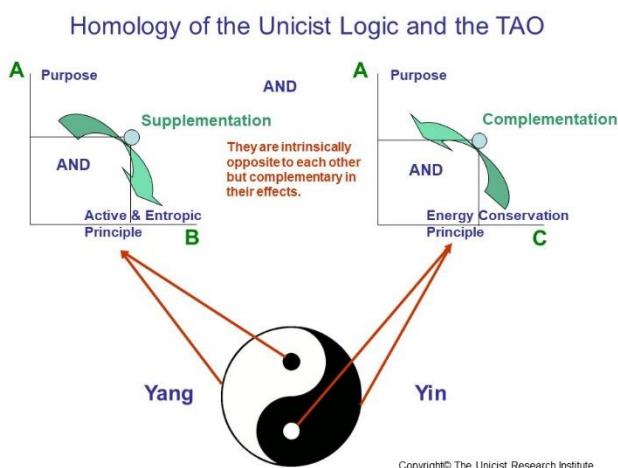 Homology of the Unicist Logic and the TAO
A
Purpose
AND
A
Purpose
Supplementation
Complementation
They are intrinsically
opposite to each other
but complementary in
their effects.
AND
AND
Active & Entropic
Principle
B
Energy Conservation
Principle
C
Yang
Yin
Copyright© The Unicist Research Institute